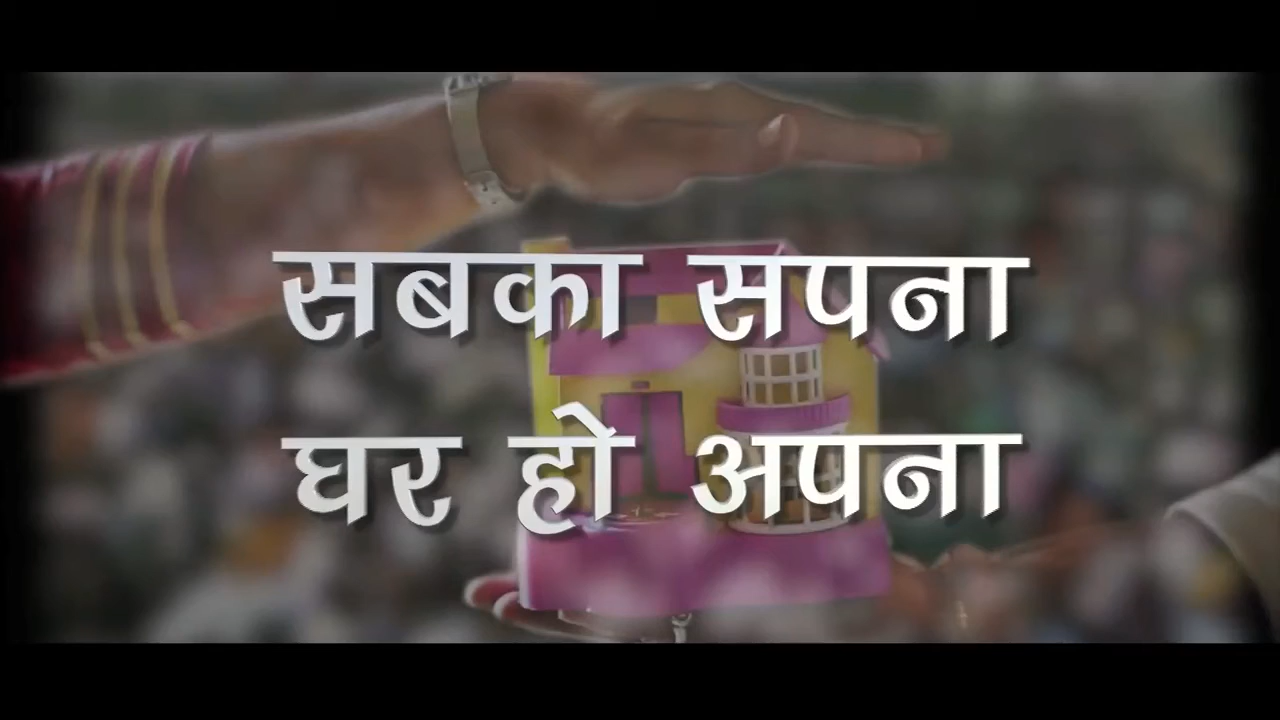 सबका सपना
घर हो अपना